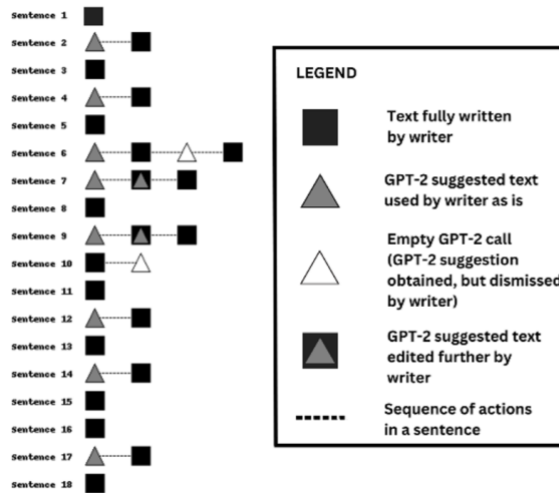 Sentence 1
Sentence 2
Sentence 3
Sentence 4
Sentence 5
Sentence 6
Sentence 7
Sentence 8
Sentence 9
Sentence 10
Sentence 11
Sentence 12
Sentence 13
Sentence 14
Sentence 15
Sentence 16
Sentence 17
Sentence 18
LEGEND
Text fully written
by writer
GPT-2 suggested text
used by writer as is
Empty GPT-2 call
(GPT-2 suggestion
obtained, but dismissed
by writer)
GPT-2 suggested text
edited further by
writer
Sequence of actions
in a sentence